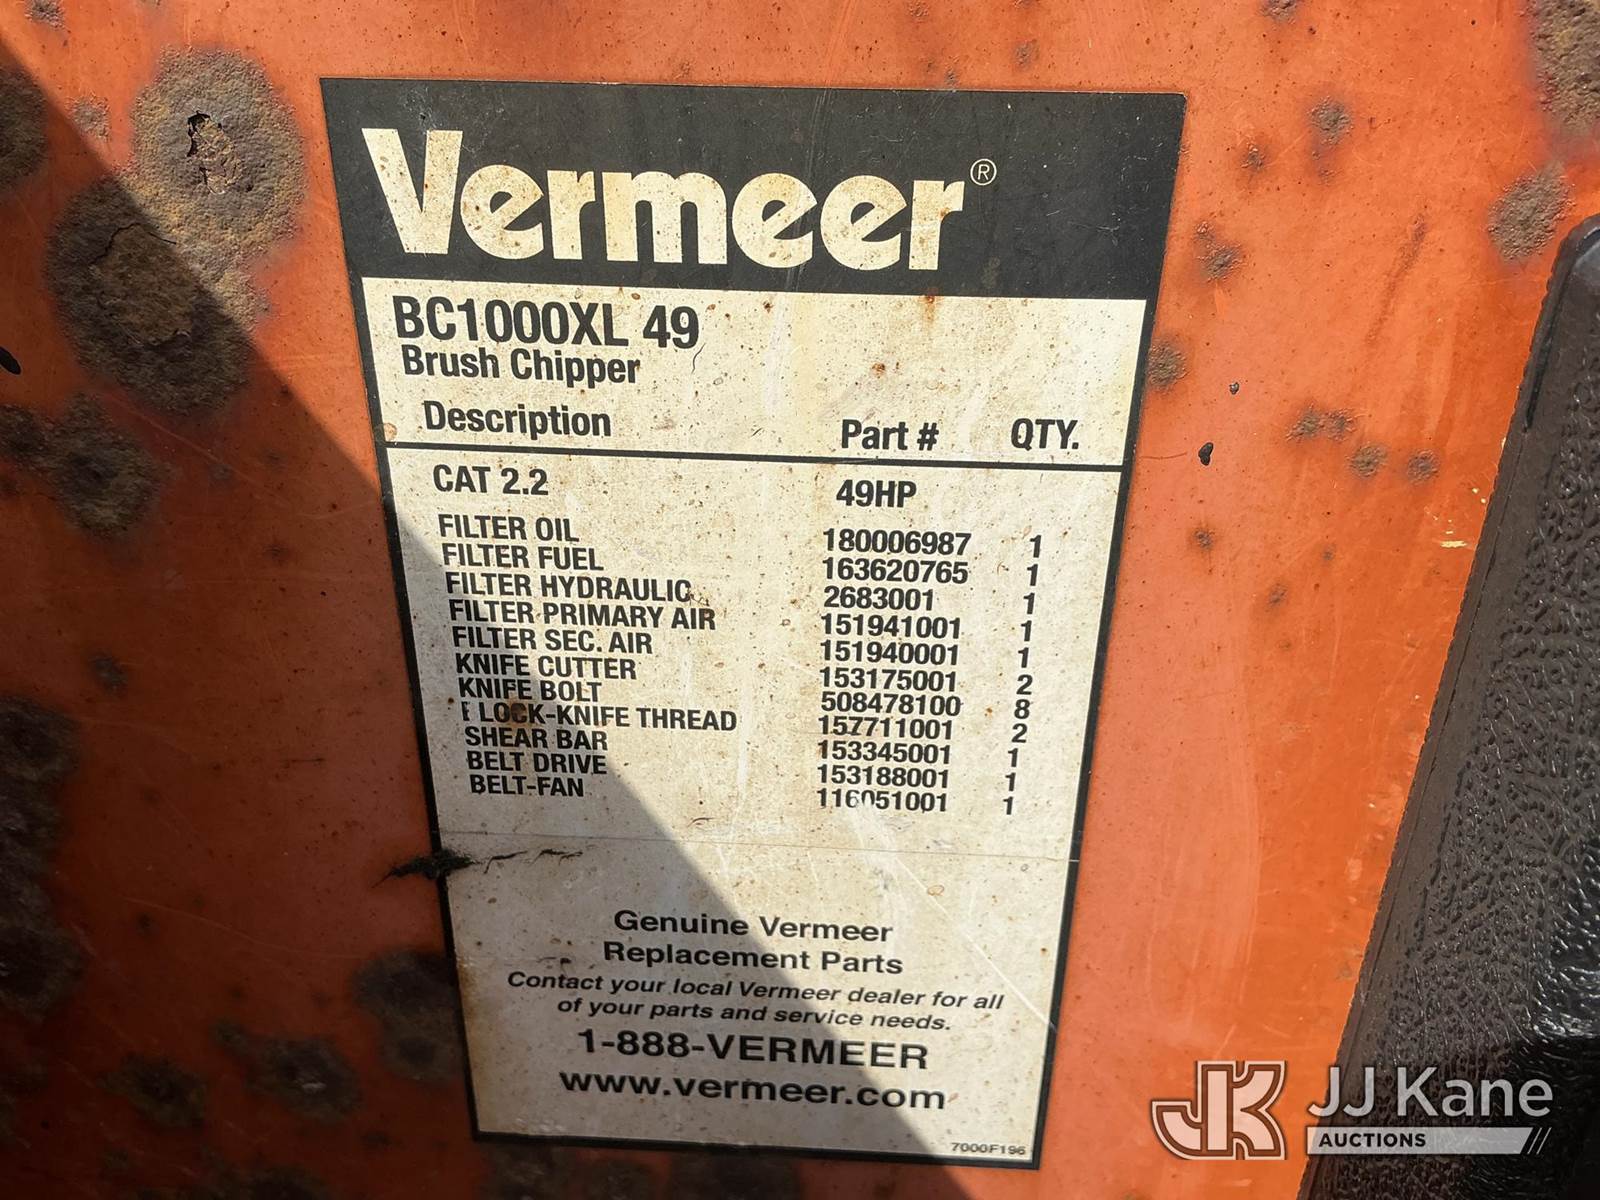 Vermeer®
BC1000XL 49
Brush Chipper
Description Part # QTY.
CAT 2.2 49HP
FILTER OIL 180006987 1
FILTER FUEL 163620765 1
FILTER HYDRAULIC 2683001 1
FILTER PRIMARY AIR 151941001 1
FILTER SEC. AIR 151940001 1
KNIFE CUTTER 153175001 2
KNIFE BOLT 508478100 8
BLOCK-KNIFE THREAD 157711001 2
SHEAR BAR 153345001 1
BELT DRIVE 153188001 1
BELT-FAN 116051001 1
Genuine Vermeer
Replacement Parts
Contact your local Vermeer dealer for all
of your parts and service needs.
1-888-VERMEER
www.vermeer.com
7000F196
JK JJ Kane
AUCTIONS